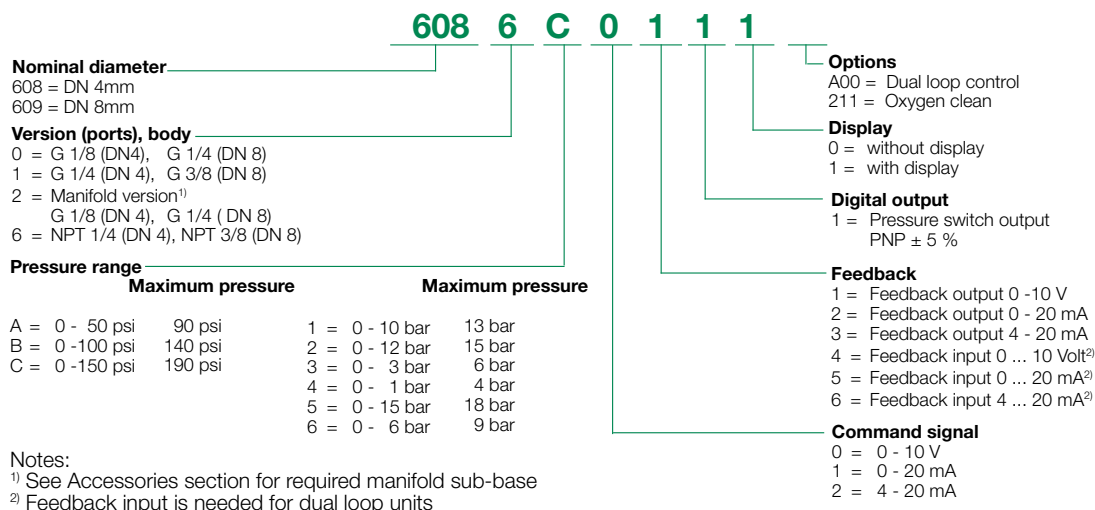 608 6 C 0 1 1 1
Nominal diameter
608 = DN 4mm
609 = DN 8mm
Version (ports), body
0 = G 1/8 (DN4), G 1/4 (DN 8)
1 = G 1/4 (DN 4), G 3/8 (DN 8)
2 = Manifold version¹⁾
G 1/8 (DN 4), G 1/4 ( DN 8)
6 = NPT 1/4 (DN 4), NPT 3/8 (DN 8)
Pressure range
Maximum pressure
A = 0 - 50 psi 90 psi
B = 0 -100 psi 140 psi
C = 0 -150 psi 190 psi
Maximum pressure
1 = 0 - 10 bar 13 bar
2 = 0 - 12 bar 15 bar
3 = 0 - 3 bar 6 bar
4 = 0 - 1 bar 4 bar
5 = 0 - 15 bar 18 bar
6 = 0 - 6 bar 9 bar
Notes:
¹⁾ See Accessories section for required manifold sub-base
²⁾ Feedback input is needed for dual loop units
Options
A00 = Dual loop control
211 = Oxygen clean
Display
0 = without display
1 = with display
Digital output
1 = Pressure switch output
PNP ± 5 %
Feedback
1 = Feedback output 0 -10 V
2 = Feedback output 0 - 20 mA
3 = Feedback output 4 - 20 mA
4 = Feedback input 0 ... 10 Volt²⁾
5 = Feedback input 0 ... 20 mA²⁾
6 = Feedback input 4 ... 20 mA²⁾
Command signal
0 = 0 - 10 V
1 = 0 - 20 mA
2 = 4 - 20 mA